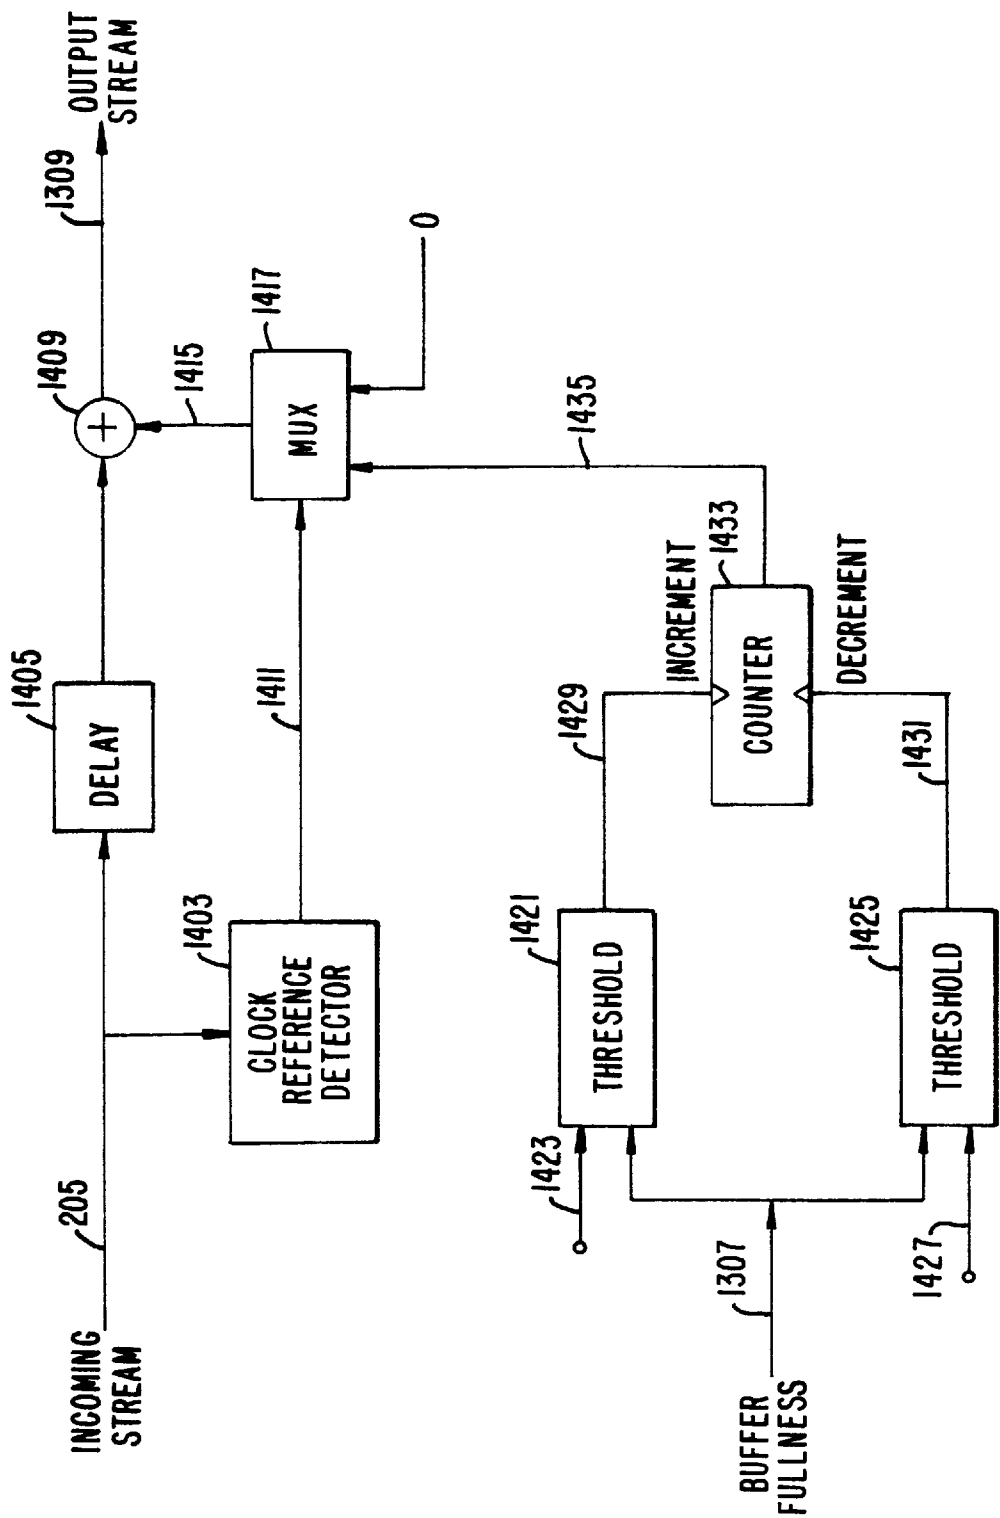 INCOMING
STREAM
205
DELAY
1405
1409
+
1309
OUTPUT
STREAM
CLOCK
REFERENCE
DETECTOR
1403
1411
MUX
1417
1415
0
1435
BUFFER
FULLNESS
1307
1423
THRESHOLD
1421
1429
INCREMENT
COUNTER
1433
DECREMENT
1427
THRESHOLD
1425
1431